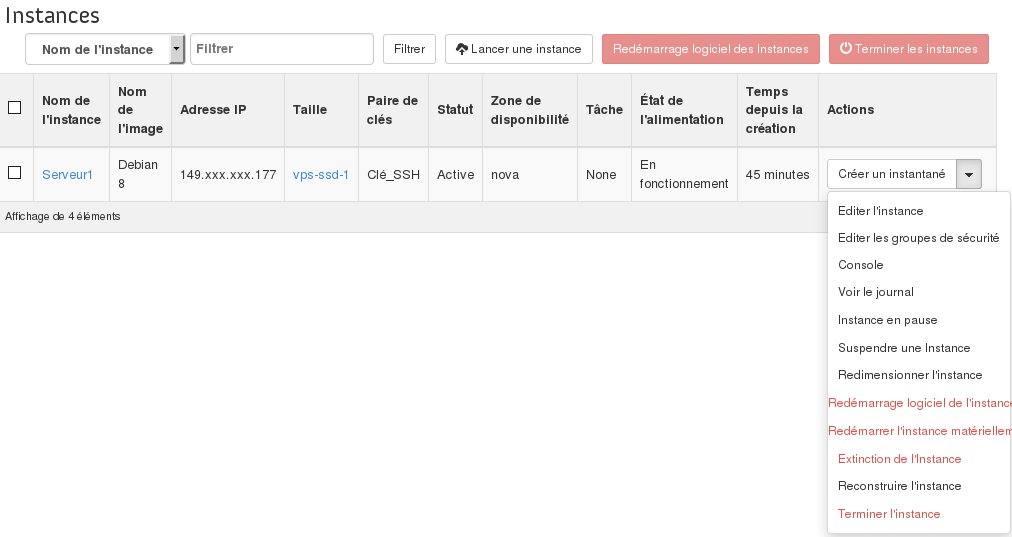 Instances
Nom de l'instance Filtrer Filtrer Lancer une instance Redémarrage logiciel des Instances Terminer les instances
Nom de l'instance Nom de l'image Adresse IP Taille Paire de clés Statut Zone de disponibilité Tâche État de l'alimentation Temps depuis la création Actions
Serveur1 Debian 8 149.xxx.xxx.177 vps-ssd-1 Clé_SSH Active nova None En fonctionnement 45 minutes Créer un instantané
Affichage de 4 éléments
Editer l'instance
Editer les groupes de sécurité
Console
Voir le journal
Instance en pause
Suspendre une Instance
Redimensionner l'instance
Redémarrage logiciel de l'instance
Redémarrer l'instance matériellem
Extinction de l'Instance
Reconstruire l'instance
Terminer l'instance